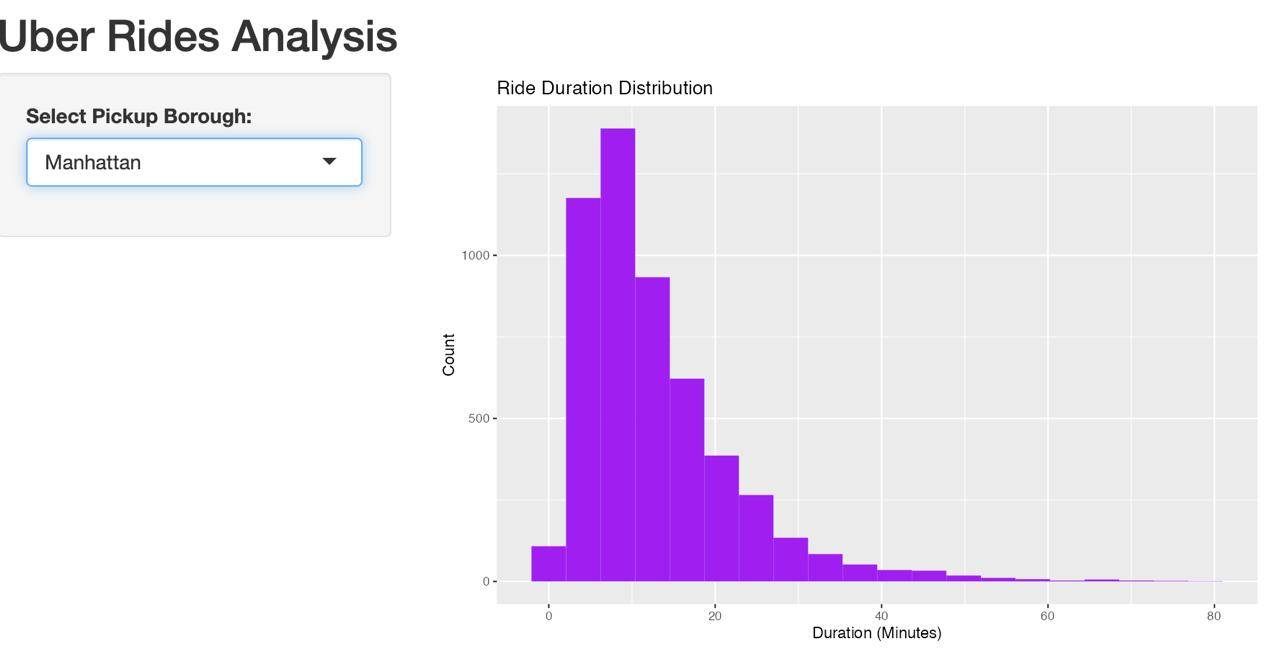 Uber Rides Analysis
Select Pickup Borough:
Manhattan
Ride Duration Distribution
1000
500
0
Count
0 20 40 60 80
Duration (Minutes)